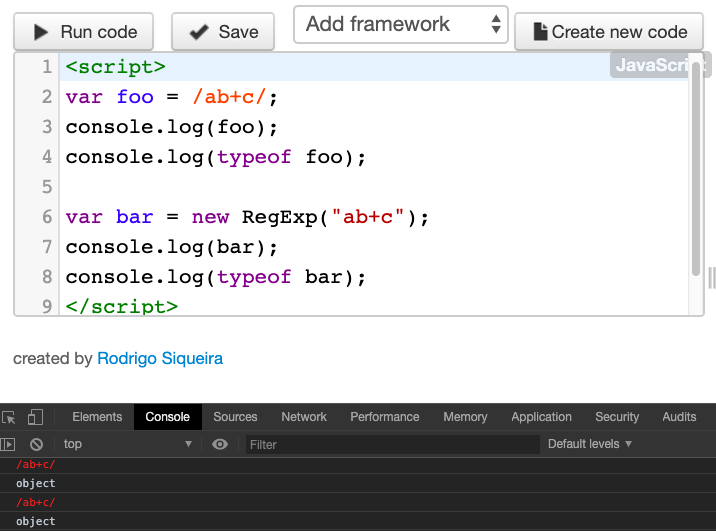 Run code Save Add framework Create new code
JavaScript
1 <script>
2 var foo = /ab+c/;
3 console.log(foo);
4 console.log(typeof foo);
5
6 var bar = new RegExp("ab+c");
7 console.log(bar);
8 console.log(typeof bar);
9 </script>
created by Rodrigo Siqueira
Elements Console Sources Network Performance Memory Application Security Audits
top Filter Default levels
/ab+c/
object
/ab+c/
object